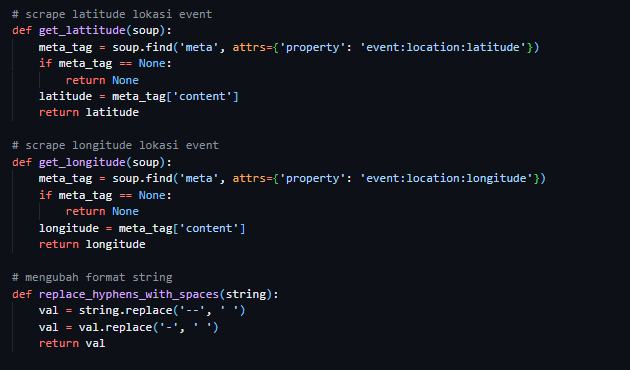 # scrape latitude lokasi event
def get_lattitude(soup):
    meta_tag = soup.find('meta', attrs={'property': 'event:location:latitude'})
    if meta_tag == None:
        return None
    latitude = meta_tag['content']
    return latitude

# scrape longitude lokasi event
def get_longitude(soup):
    meta_tag = soup.find('meta', attrs={'property': 'event:location:longitude'})
    if meta_tag == None:
        return None
    longitude = meta_tag['content']
    return longitude

# mengubah format string
def replace_hyphens_with_spaces(string):
    val = string.replace('--', ' ')
    val = val.replace('-', ' ')
    return val